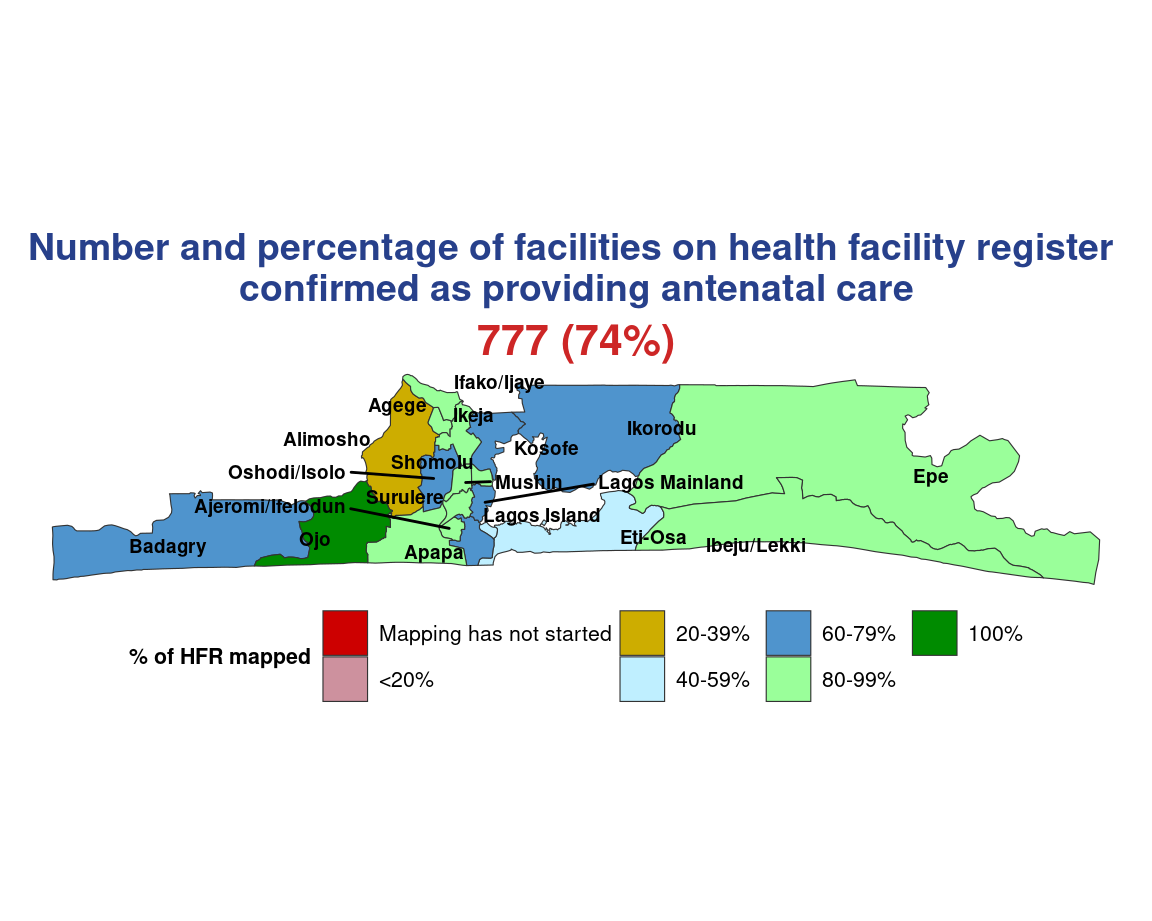 Number and percentage of facilities on health facility register
confirmed as providing antenatal care
777 (74%)
Ifako/Ijaye
Agege
Ikeja
Ikorodu
Alimosho
Kosofe
Shomolu
Oshodi/Isolo
Epe
Mushin
Lagos Mainland
Surulere
Ajeromi/Ifelodun
Lagos Island
Eti-Osa
Ojo
Ibeju/Lekki
Badagry
Apapa
% of HFR mapped
Mapping has not started
20-39%
60-79%
100%
<20%
40-59%
80-99%